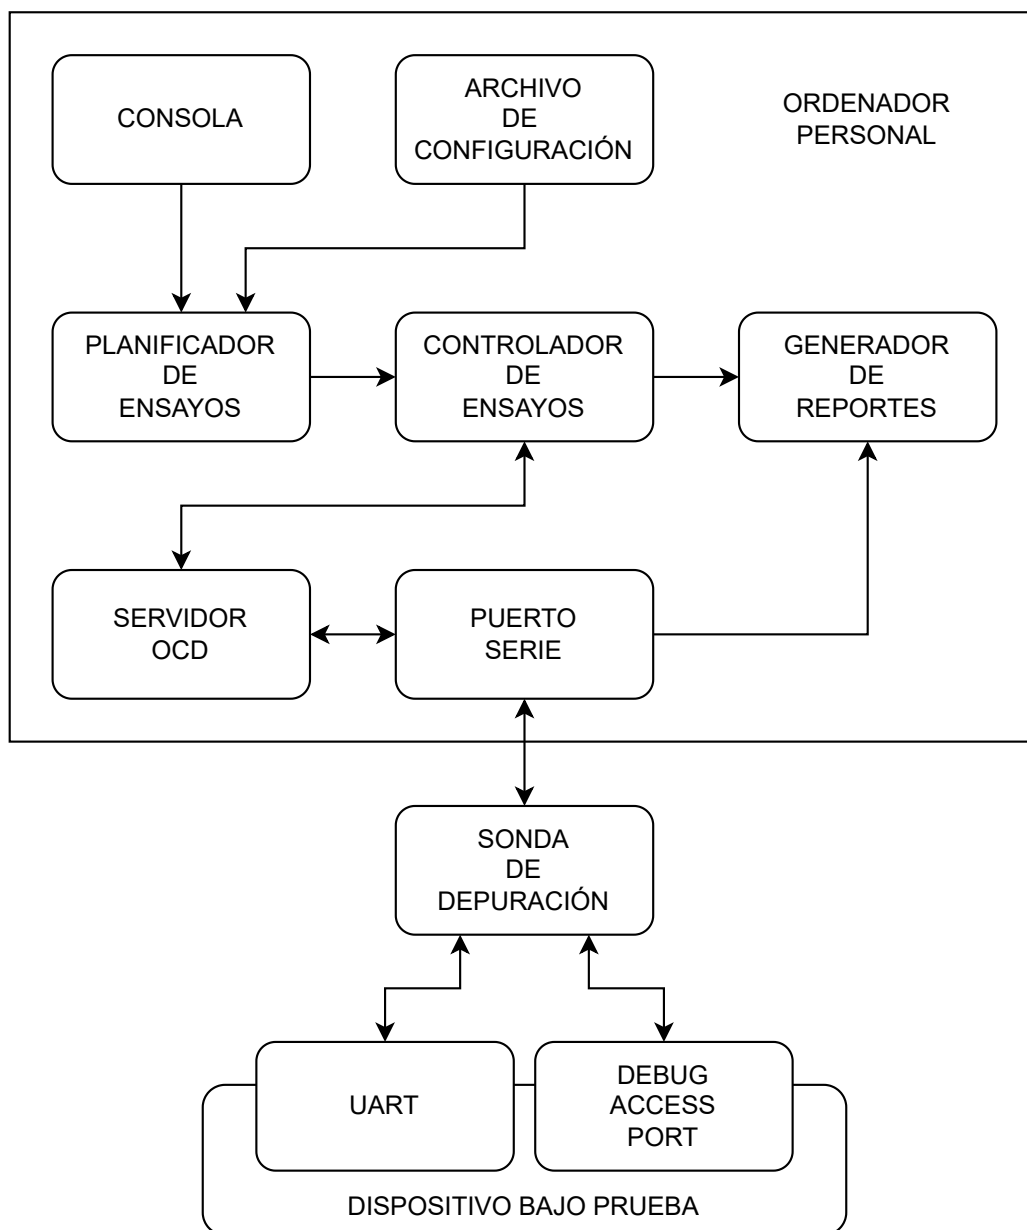 CONSOLA
ARCHIVO
DE
CONFIGURACIÓN
ORDENADOR
PERSONAL
PLANIFICADOR
DE
ENSAYOS
CONTROLADOR
DE
ENSAYOS
GENERADOR
DE
REPORTES
SERVIDOR
OCD
PUERTO
SERIE
SONDA
DE
DEPURACIÓN
UART
DEBUG
ACCESS
PORT
DISPOSITIVO BAJO PRUEBA